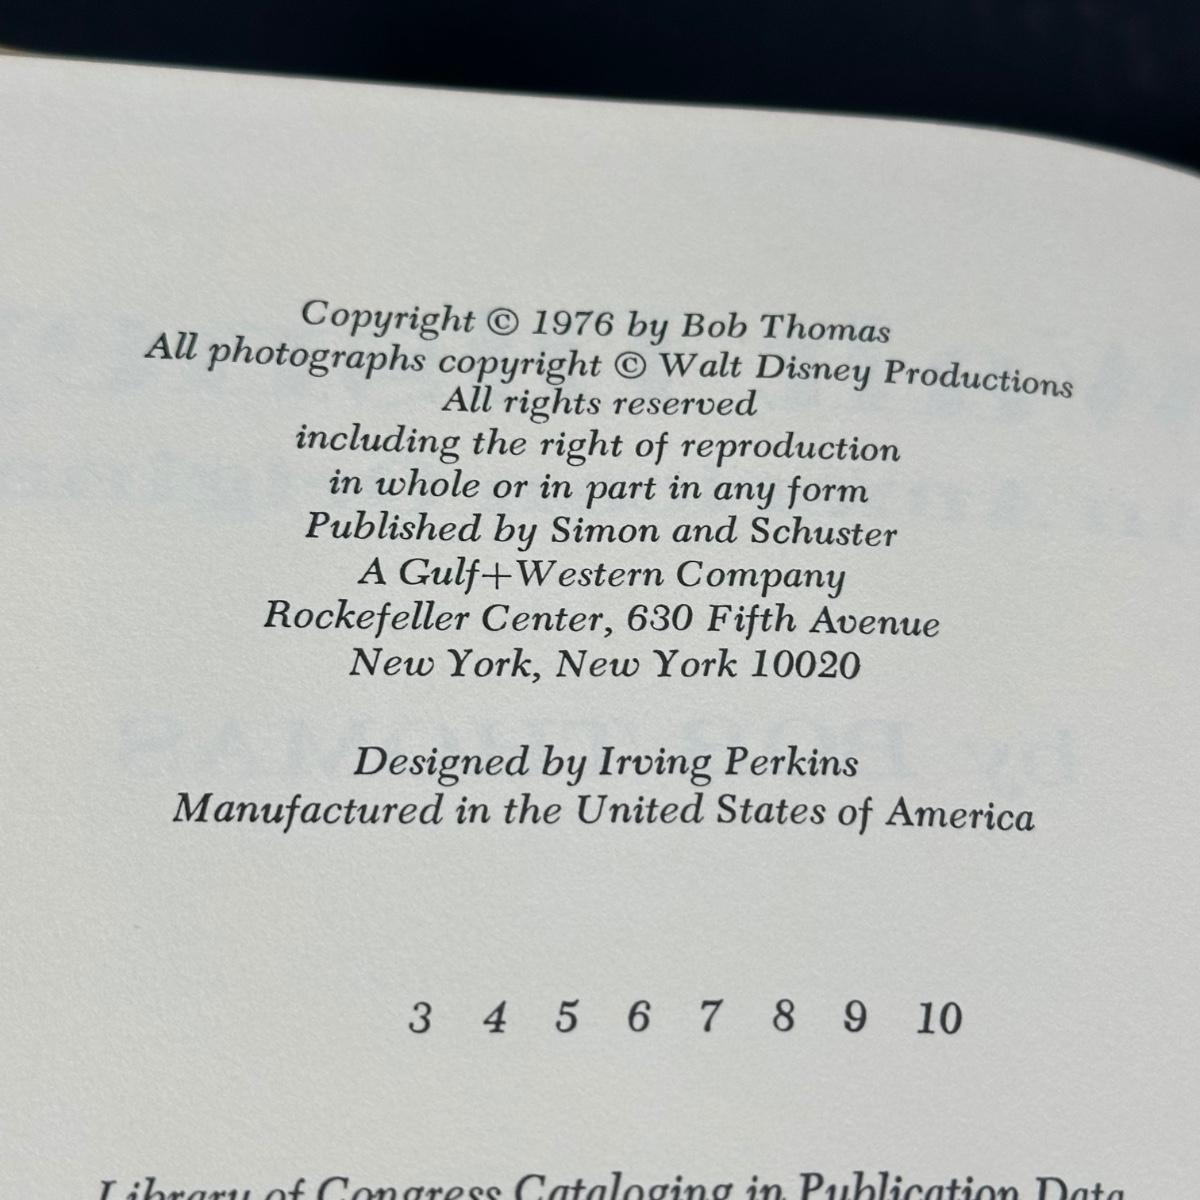 Copyright © 1976 by Bob Thomas
All photographs copyright © Walt Disney Productions
All rights reserved
including the right of reproduction
in whole or in part in any form
Published by Simon and Schuster
A Gulf+Western Company
Rockefeller Center, 630 Fifth Avenue
New York, New York 10020
Designed by Irving Perkins
Manufactured in the United States of America
3 4 5 6 7 8 9 10
Library of Congress Cataloging in Publication Data